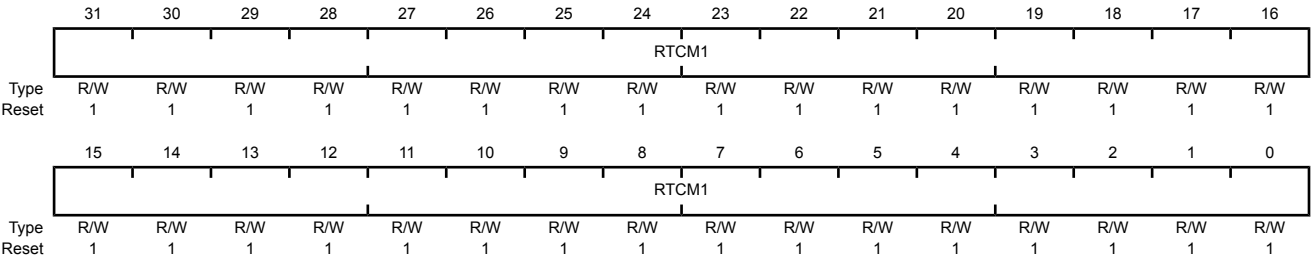 31 30 29 28 27 26 25 24 23 22 21 20 19 18 17 16
RTCM1
Type R/W R/W R/W R/W R/W R/W R/W R/W R/W R/W R/W R/W R/W R/W R/W R/W
Reset 1 1 1 1 1 1 1 1 1 1 1 1 1 1 1 1
15 14 13 12 11 10 9 8 7 6 5 4 3 2 1 0
RTCM1
Type R/W R/W R/W R/W R/W R/W R/W R/W R/W R/W R/W R/W R/W R/W R/W R/W
Reset 1 1 1 1 1 1 1 1 1 1 1 1 1 1 1 1